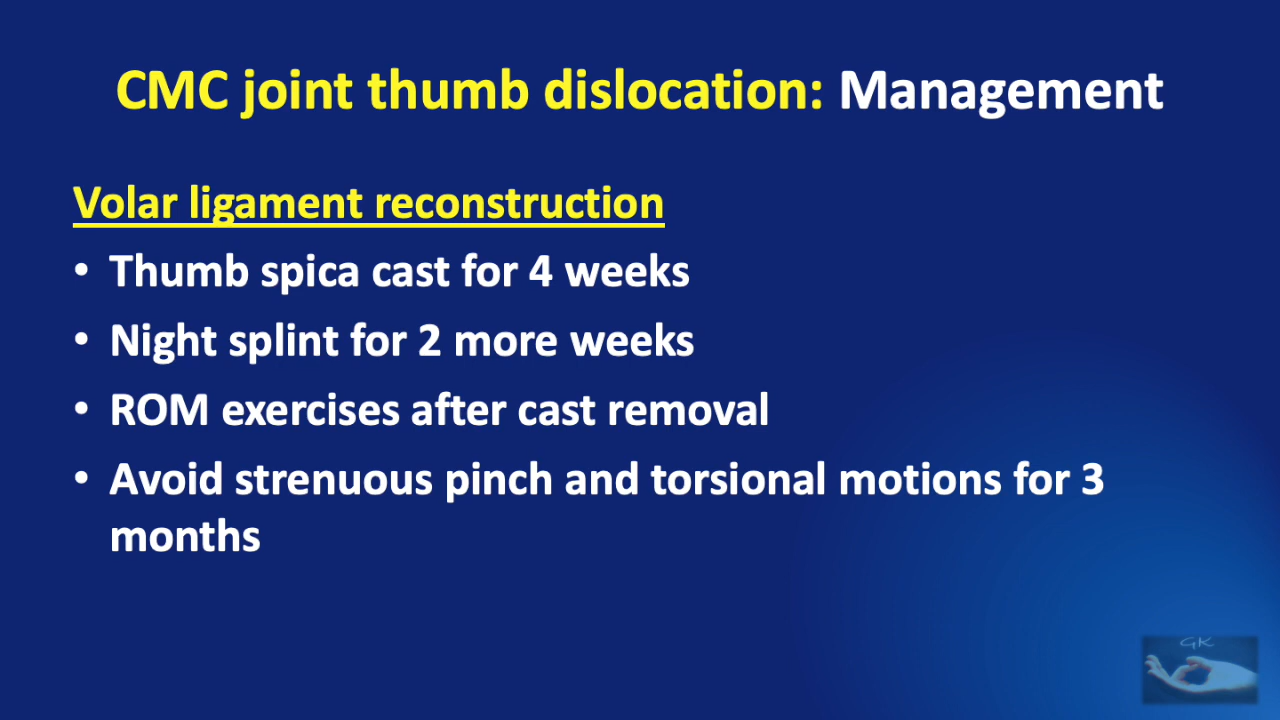 CMC joint thumb dislocation: Management
Volar ligament reconstruction
• Thumb spica cast for 4 weeks
• Night splint for 2 more weeks
• ROM exercises after cast removal
• Avoid strenuous pinch and torsional motions for 3
months
GK